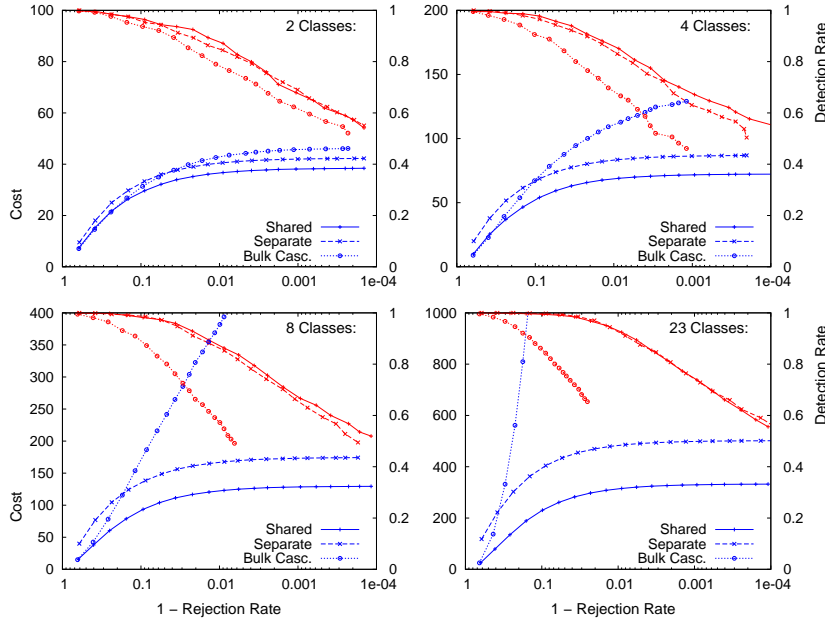 2 Classes:
100
80
60
40
20
0
Cost
1
0.8
0.6
0.4
0.2
0
Shared
Separate
Bulk Casc.
1
0.1
0.01
0.001
1e-04
4 Classes:
200
150
100
50
0
1
0.8
0.6
0.4
0.2
0
Detection Rate
Shared
Separate
Bulk Casc.
1
0.1
0.01
0.001
1e-04
8 Classes:
400
350
300
250
200
150
100
50
0
Cost
1
0.8
0.6
0.4
0.2
0
Shared
Separate
Bulk Casc.
1
0.1
0.01
0.001
1e-04
1 − Rejection Rate
23 Classes:
1000
800
600
400
200
0
1
0.8
0.6
0.4
0.2
0
Detection Rate
Shared
Separate
Bulk Casc.
1
0.1
0.01
0.001
1e-04
1 − Rejection Rate